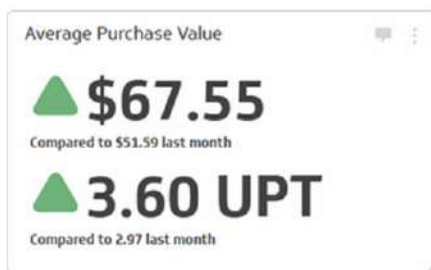 Average Purchase Value
$67.55
Compared to $51.59 last month
3.60 UPT
Compared to 2.97 last month